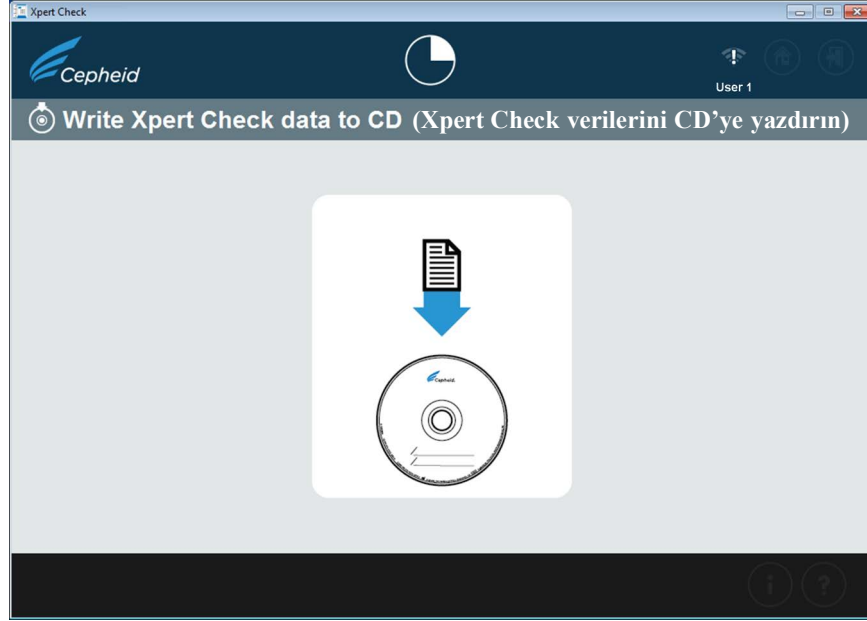 Xpert Check
Cepheid
User 1
Write Xpert Check data to CD (Xpert Check verilerini CD’ye yazdırın)
Cepheid.